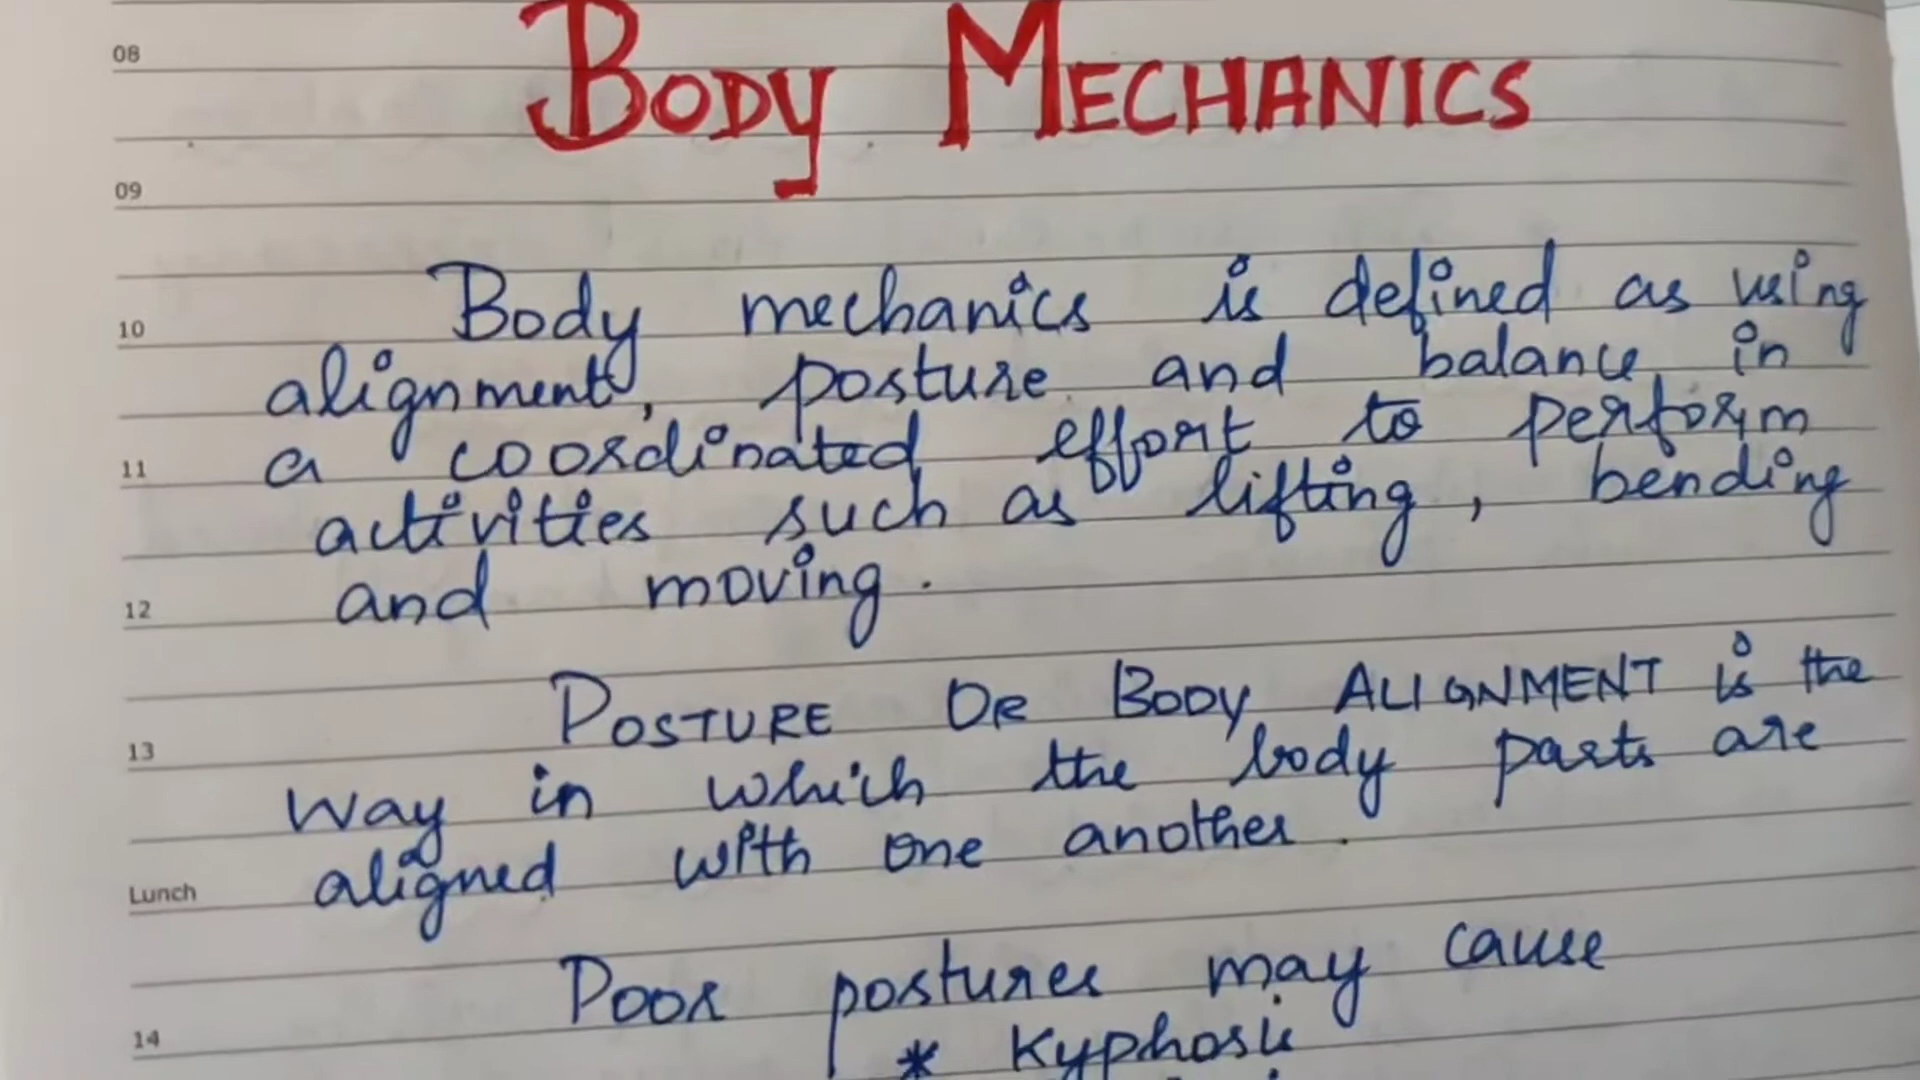 08
BODY MECHANICS
09
Body mechanics is defined as using
10
alignment, posture and balance in
a coordinated effort to perform
11
activities such as lifting, bending
and moving.
12
POSTURE OR BODY ALIGNMENT is the
13
way in which the body parts are
aligned with one another.
Lunch
Poor postures may cause
14
* Kyphosis